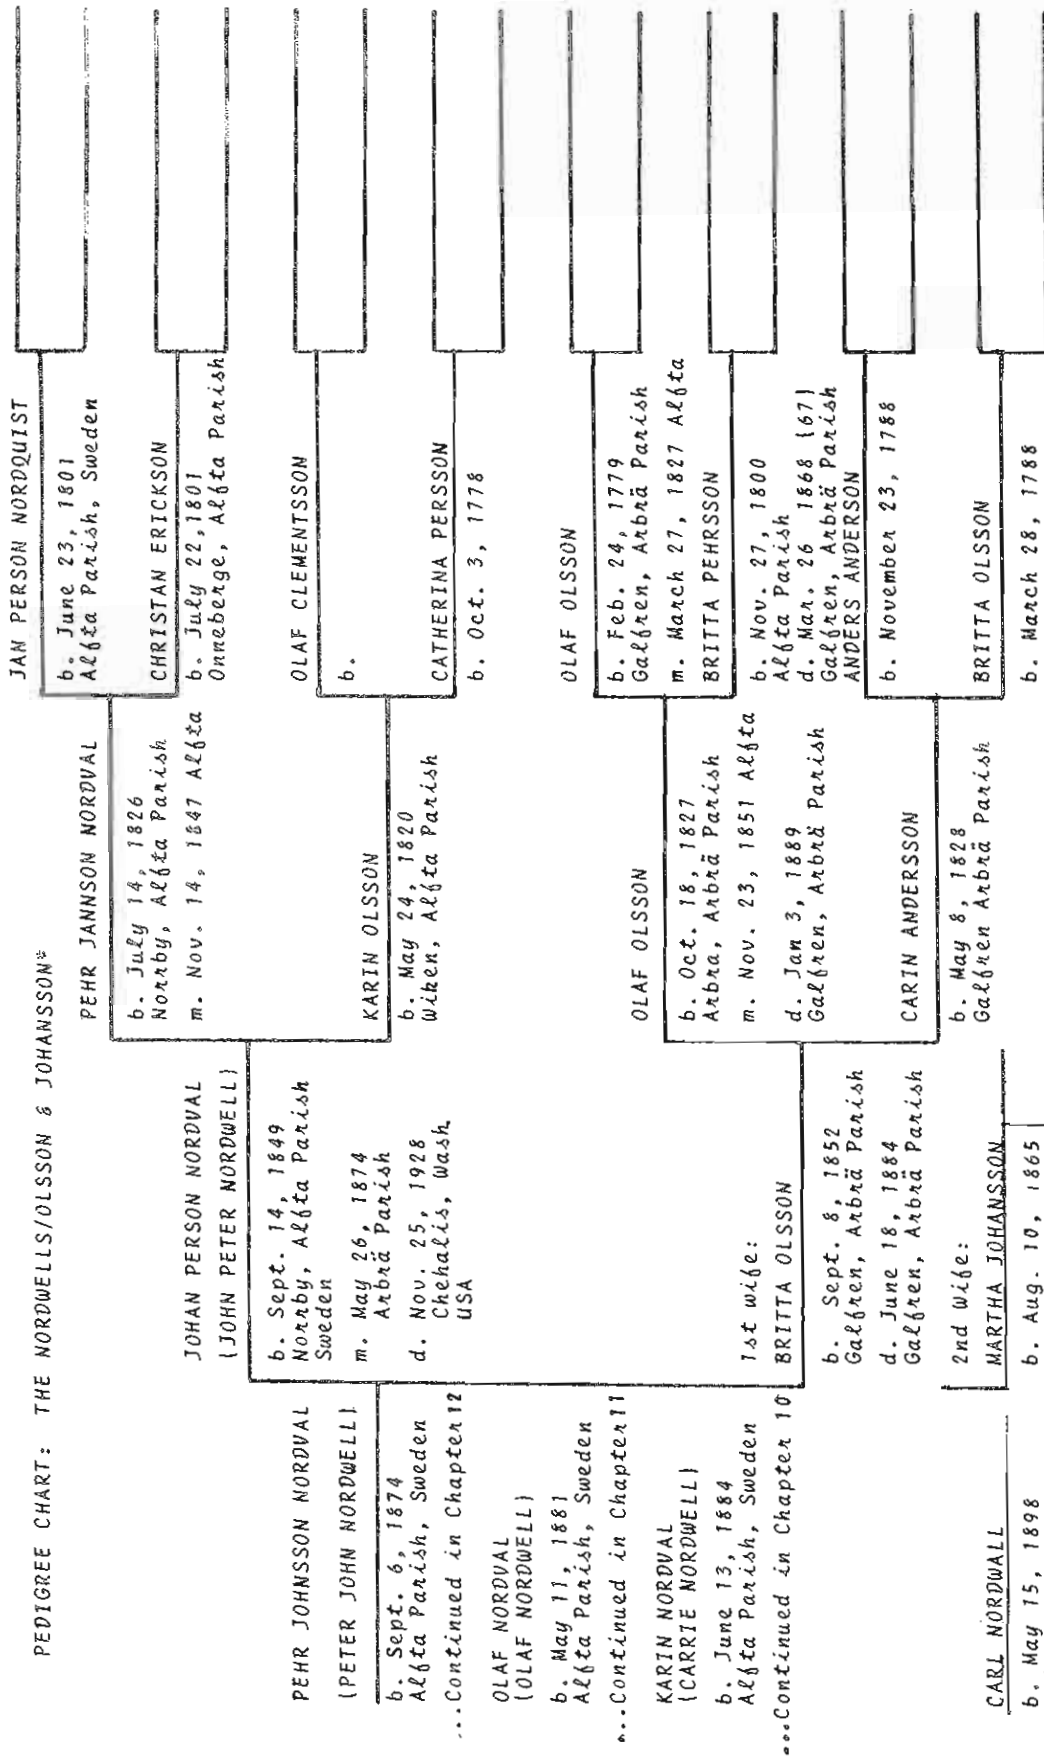 PEDIGREE CHART: THE NORDWELLS/OLSSON & JOHANSSON*
PEHR JOHNSSON NORDVAL
(PETER JOHN NORDWELL)
b. Sept. 6, 1874
Alfta Parish, Sweden
...Continued in Chapter 12
OLAF NORDVAL
(OLAF NORDWELL)
b. May 11, 1881
Alfta Parish, Sweden
...Continued in Chapter 11
KARIN NORDVAL
(CARRIE NORDWELL)
b. June 13, 1884
Alfta Parish, Sweden
...Continued in Chapter 10
CARL NORDWALL
b. May 15, 1898
JOHAN PERSON NORDVAL
(JOHN PETER NORDWELL)
b. Sept. 14, 1849
Norrby, Alfta Parish
Sweden
m. May 26, 1874
Arbrä Parish
d. Nov. 25, 1928
Chehalis, Wash.
USA
1st wife:
BRITTA OLSSON
b. Sept. 8, 1852
Galfren, Arbrä Parish
d. June 18, 1884
Galfren, Arbrä Parish
2nd wife:
MARTHA JOHANSSON
b. Aug. 10, 1865
PEHR JANNSON NORDVAL
b. July 14, 1826
Norrby, Alfta Parish
m. Nov. 14, 1847 Alfta
KARIN OLSSON
b. May 24, 1820
Wiken, Alfta Parish
OLAF OLSSON
b. Oct. 18, 1827
Arbra, Arbrä Parish
m. Nov. 23, 1851 Alfta
d. Jan 3, 1889
Galfren, Arbrä Parish
CARIN ANDERSSON
b. May 8, 1828
Galfren Arbrä Parish
JAN PERSON NORDQUIST
b. June 23, 1801
Alfta Parish, Sweden
CHRISTAN ERICKSON
b. July 22,1801
Onneberge, Alfta Parish
OLAF CLEMENTSSON
b.
CATHERINA PERSSON
b. Oct. 3, 1778
OLAF OLSSON
b. Feb. 24, 1779
Galfren, Arbrä Parish
m. March 27, 1827 Alfta
BRITTA PEHRSSON
b. Nov. 27, 1800
Alfta Parish
d. Mar. 26 1868 (67)
Galfren, Arbrä Parish
ANDERS ANDERSON
b. November 23, 1788
BRITTA OLSSON
b. March 28, 1788